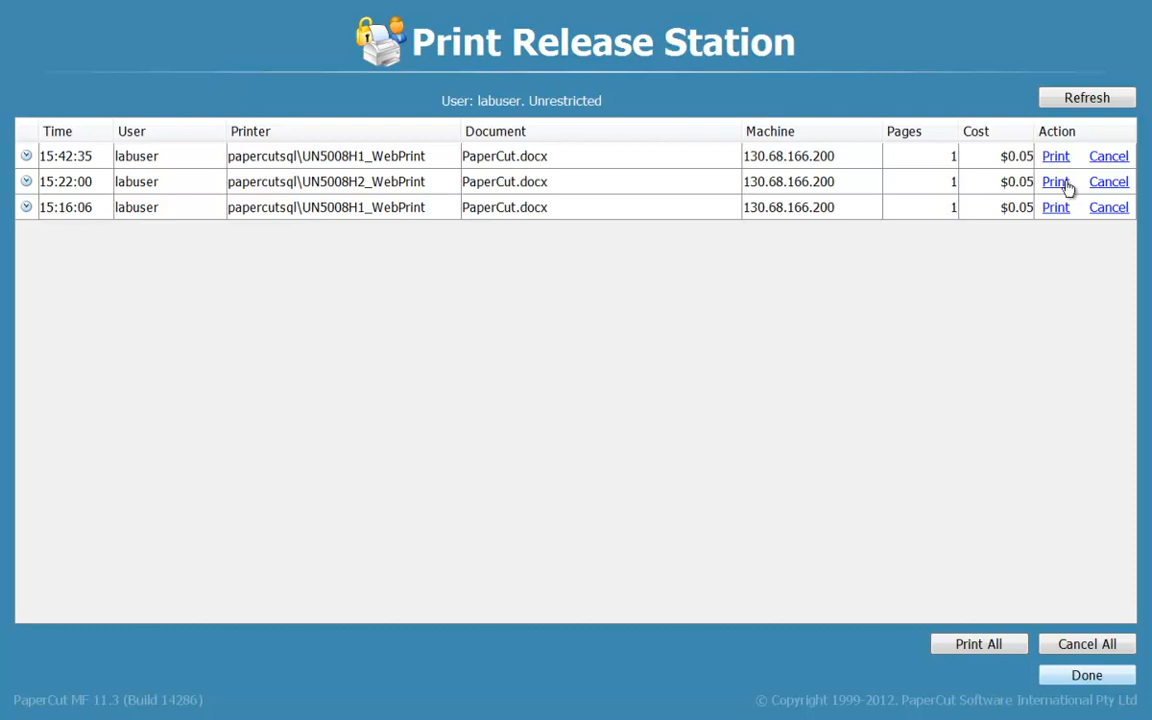 Print Release Station
User: labuser. Unrestricted
Refresh
Time User Printer Document Machine Pages Cost Action
15:42:35 labuser papercutsql\UN5008H1_WebPrint PaperCut.docx 130.68.166.200 1 $0.05 Print Cancel
15:22:00 labuser papercutsql\UN5008H2_WebPrint PaperCut.docx 130.68.166.200 1 $0.05 Print Cancel
15:16:06 labuser papercutsql\UN5008H1_WebPrint PaperCut.docx 130.68.166.200 1 $0.05 Print Cancel
Print All Cancel All
Done
PaperCut MF 11.3 (Build 14286) © Copyright 1999-2012, PaperCut Software International Pty Ltd